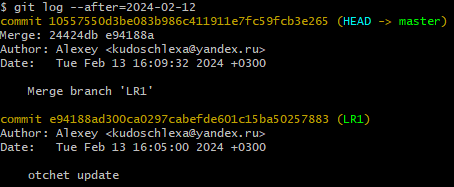 $ git log --after=2024-02-12
commit 10557550d3be083b986c411911e7fc59fcb3e265 (HEAD -> master)
Merge: 24424db e94188a
Author: Alexey <kudoschlexa@yandex.ru>
Date:   Tue Feb 13 16:09:32 2024 +0300
    Merge branch 'LR1'
commit e94188ad300ca0297cabefde601c15ba50257883 (LR1)
Author: Alexey <kudoschlexa@yandex.ru>
Date:   Tue Feb 13 16:05:00 2024 +0300
    otchet update